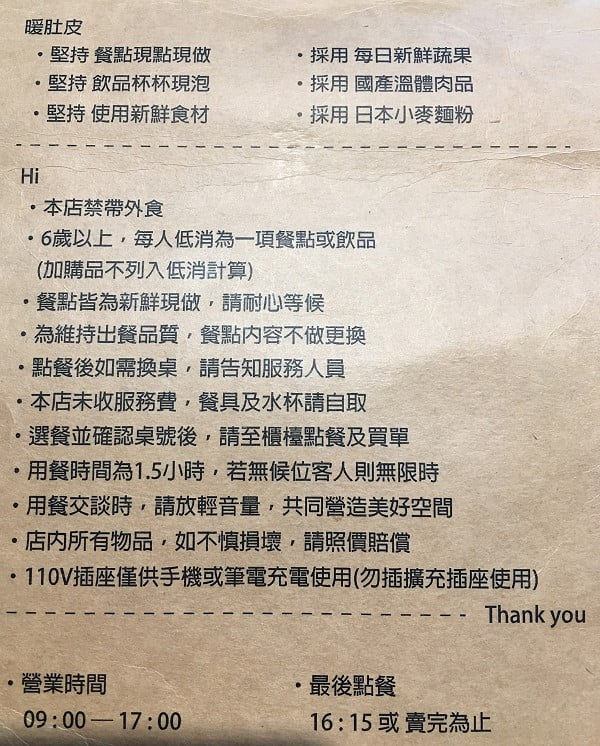 暖肚皮
・堅持 餐點現點現做
・採用 每日新鮮蔬果
・堅持 飲品杯杯現泡
・採用 國產溫體肉品
・堅持 使用新鮮食材
・採用 日本小麥麵粉
Hi
・本店禁帶外食
・6歲以上，每人低消為一項餐點或飲品
(加購品不列入低消計算)
・餐點皆為新鮮現做，請耐心等候
・為維持出餐品質，餐點內容不做更換
・點餐後如需換桌，請告知服務人員
・本店未收服務費，餐具及水杯請自取
・選餐並確認桌號後，請至櫃檯點餐及買單
・用餐時間為1.5小時，若無候位客人則無限時
・用餐交談時，請放輕音量，共同營造美好空間
・店內所有物品，如不慎損壞，請照價賠償
・110V插座僅供手機或筆電充電使用(勿插擴充插座使用)
Thank you
・營業時間
09:00—17:00
・最後點餐
16:15 或 賣完為止